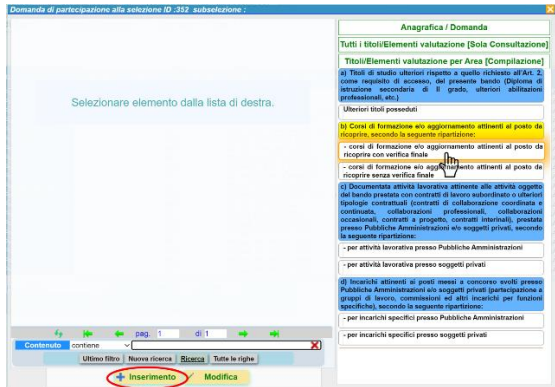 Domanda di partecipazione alla selezione ID :352 subselezione :
Selezionare elemento dalla lista di destra.
pag. 1 di 1
Contenuto contiene
Ultimo filtro Nuova ricerca Ricerca Tutte le righe
Inserimento Modifica
Anagrafica / Domanda
Tutti i titoli/Elementi valutazione [Sola Consultazione]
Titoli/Elementi valutazione per Area [Compilazione]
a) Titoli di studio ulteriori rispetto a quello richiesto all'Art. 2,
come requisito di accesso, del presente bando (Diploma di
istruzione secondaria di II grado, ulteriori abilitazioni
professionali, etc.)
Ulteriori titoli posseduti
b) Corsi di formazione e/o aggiornamento attinenti al posto da
ricoprire, secondo la seguente ripartizione:
- corsi di formazione e/o aggiornamento attinenti al posto da
ricoprire con verifica finale
- corsi di formazione e/o aggiornamento attinenti al posto da
ricoprire senza verifica finale
c) Documentata attività lavorativa attinente alle attività oggetto
del bando prestata con contratti di lavoro subordinato o ulteriori
tipologie contrattuali (contratti di collaborazione coordinata e
continuata, collaborazioni professionali, collaborazioni
occasionali, contratti a progetto, contratti interinali), prestata
presso Pubbliche Amministrazioni e/o soggetti privati, secondo
la seguente ripartizione:
- per attività lavorativa presso Pubbliche Amministrazioni
- per attività lavorativa presso soggetti privati
d) Incarichi attinenti ai posti messi a concorso evolti presso
Pubbliche Amministrazioni e/o soggetti privati (partecipazione a
gruppi di lavoro, commissioni ed altri incarichi per funzioni
specifiche), secondo la seguente ripartizione:
- per incarichi specifici presso Pubbliche Amministrazioni
- per incarichi specifici presso soggetti privati